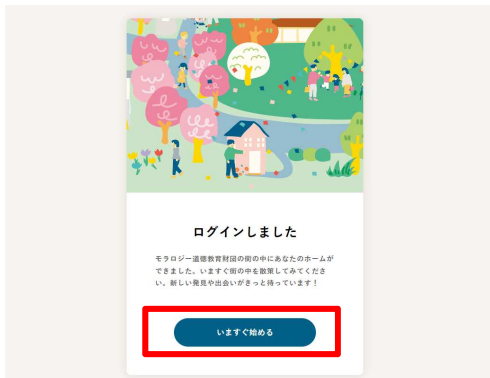 ログインしました
モラロジー道徳教育財団の街の中にあなたのホームが
できました。いますぐ街の中を散策してみてくださ
い。新しい発見や出会いがきっと待っています！
いますぐ始める